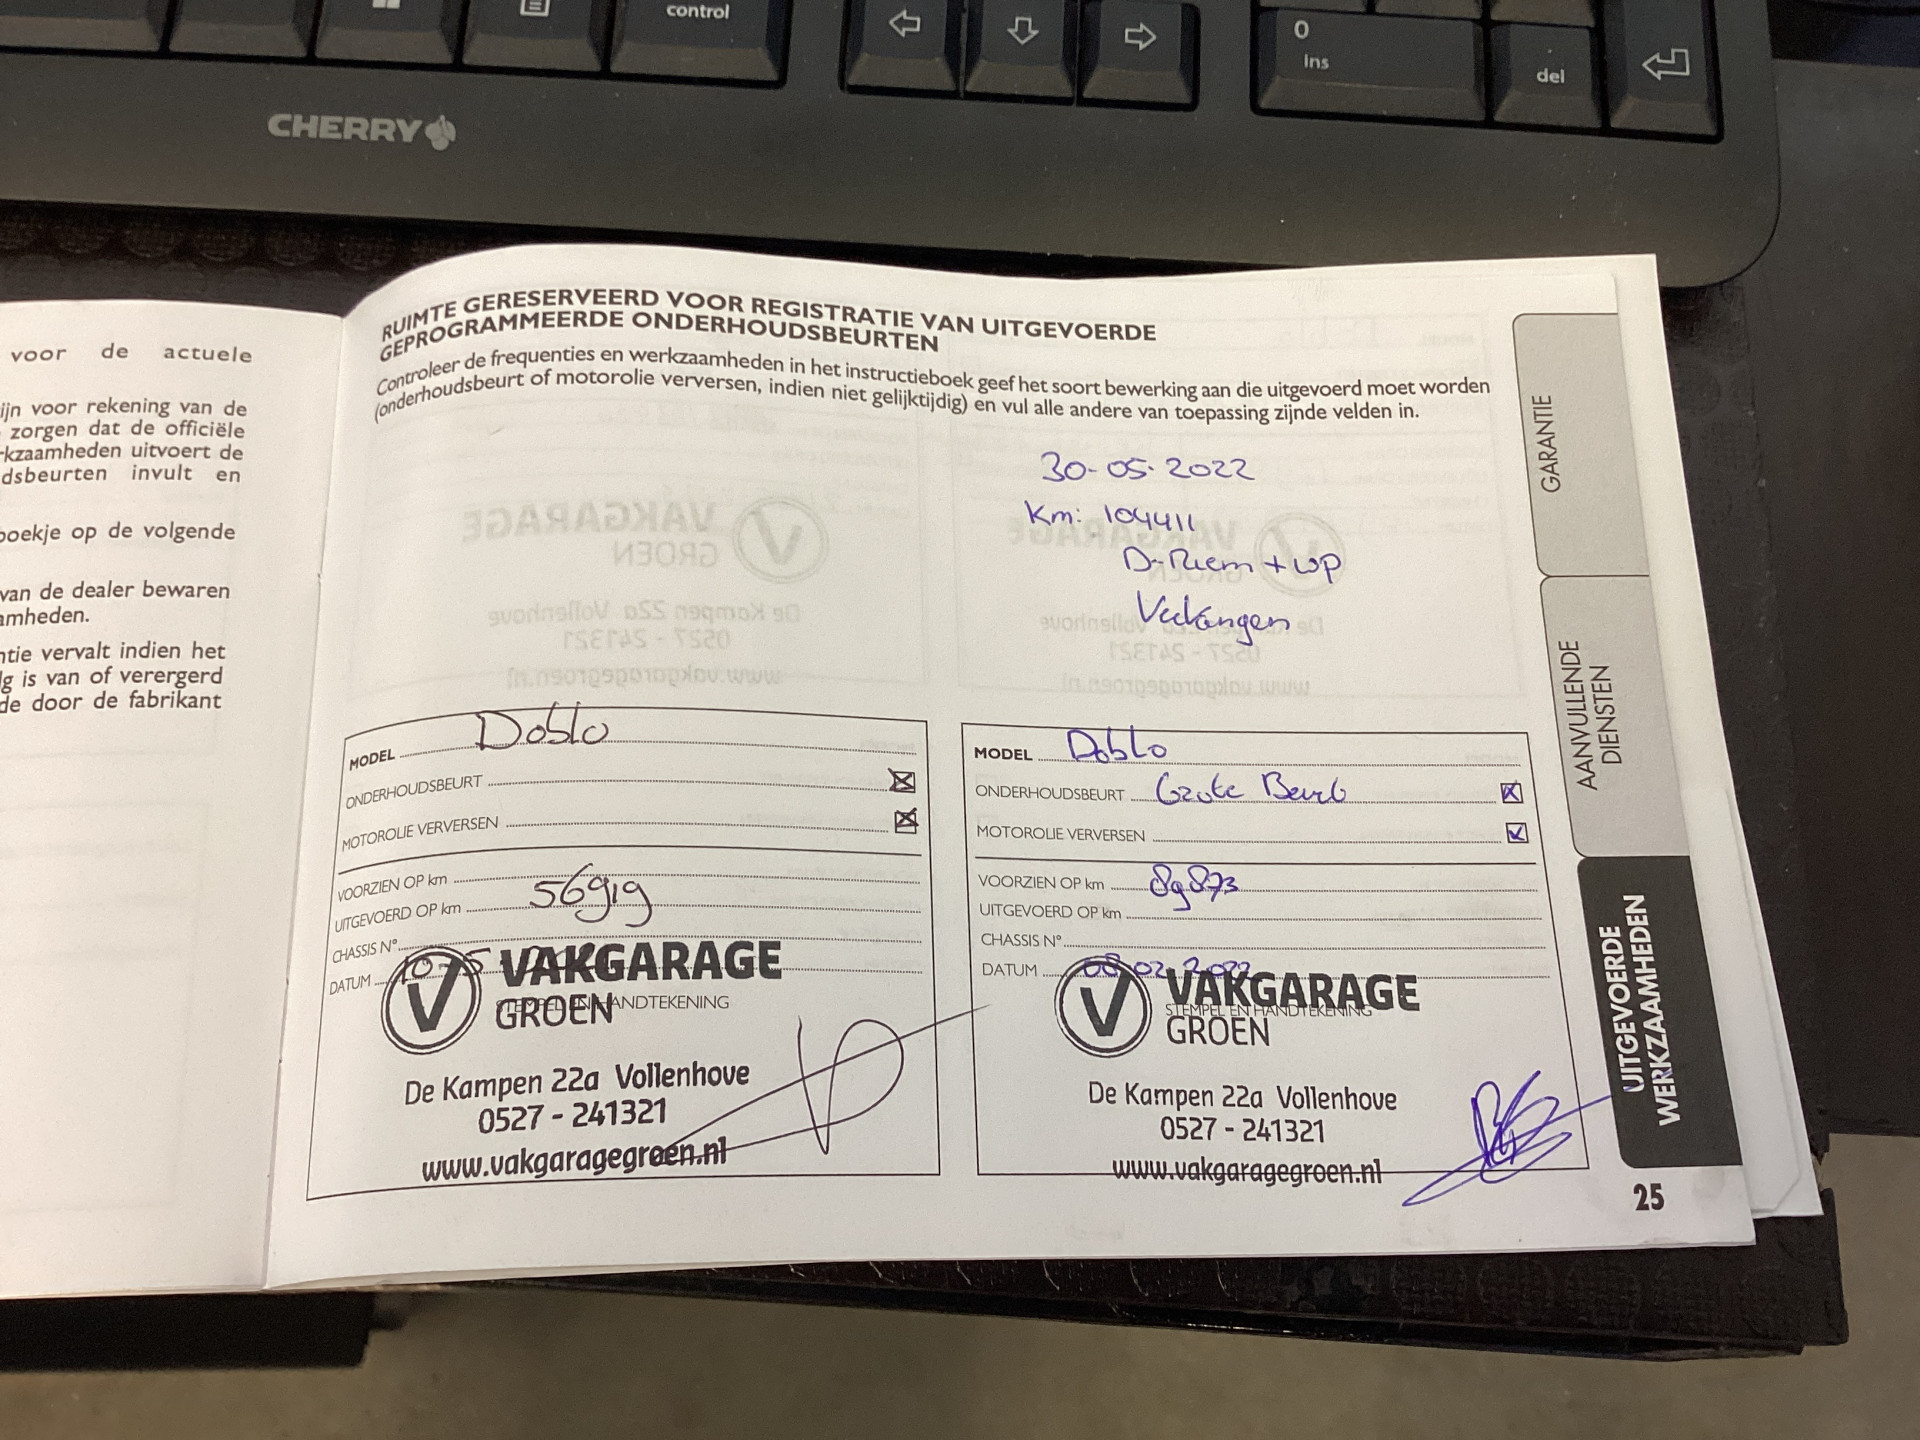 control
0
Ins
del
CHERRY
voor de actuele
ijn voor rekening van de
zorgen dat de officiële
rkzaamheden uitvoert de
dsbeurten invult en
boekje op de volgende
van de dealer bewaren
amheden.
ntie vervalt indien het
lg is van of verergerd
de door de fabrikant
RUIMTE GERESERVEERD VOOR REGISTRATIE VAN UITGEVOERDE
GEPROGRAMMEERDE ONDERHOUDSBEURTEN
Controleer de frequenties en werkzaamheden in het instructieboek geef het soort bewerking aan die uitgevoerd moet worden
(onderhoudsbeurt of motorolie verversen, indien niet gelijktijdig) en vul alle andere van toepassing zijnde velden in.
30-05-2022
Km: 104411
D-Riem + wp
Vervangen
MODEL Doblo
ONDERHOUDSBEURT
MOTOROLIE VERVERSEN
VOORZIEN OP km
UITGEVOERD OP km 56919
CHASSIS N°
DATUM
STEMPEL EN HANDTEKENING
VAKGARAGE
GROEN
De Kampen 22a Vollenhove
0527 - 241321
www.vakgaragegroen.nl
MODEL Doblo
ONDERHOUDSBEURT Grote Beurt
MOTOROLIE VERVERSEN
VOORZIEN OP km 89873
UITGEVOERD OP km
CHASSIS N°
DATUM 08 02 2022
STEMPEL EN HANDTEKENING
VAKGARAGE
GROEN
De Kampen 22a Vollenhove
0527 - 241321
www.vakgaragegroen.nl
GARANTIE
AANVULLENDE
DIENSTEN
UITGEVOERDE
WERKZAAMHEDEN
25